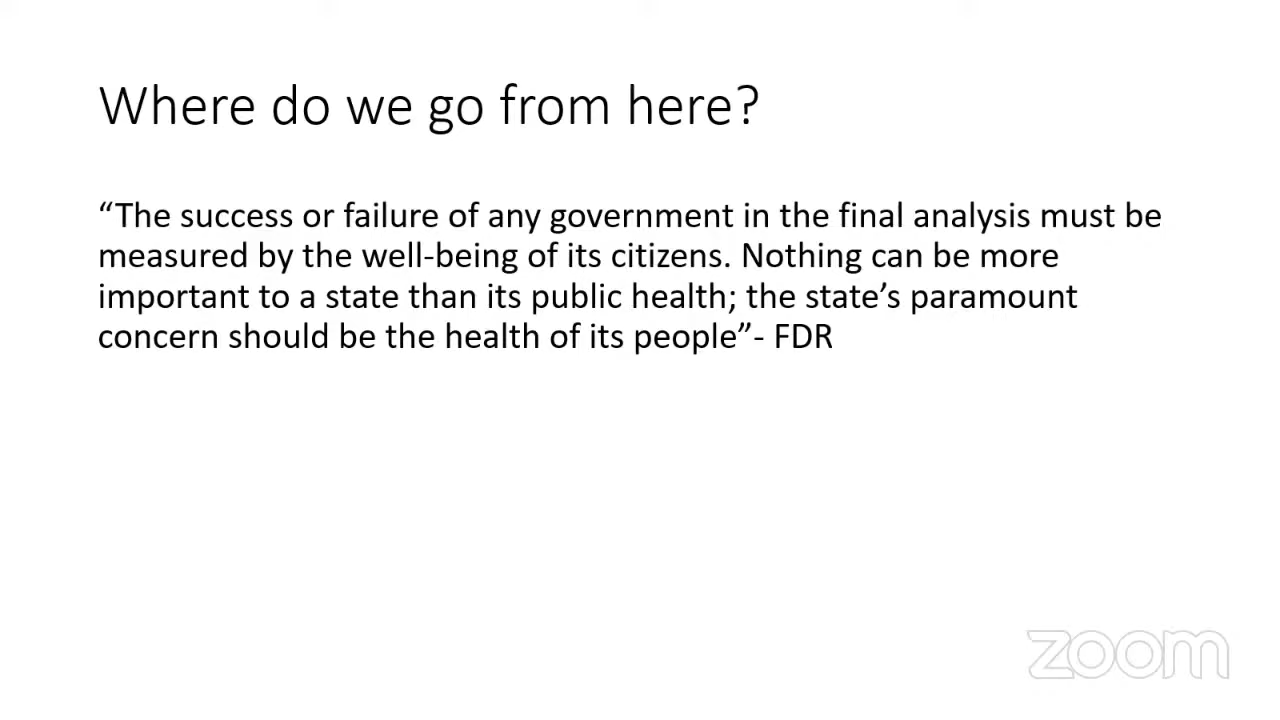 Where do we go from here?
“The success or failure of any government in the final analysis must be
measured by the well-being of its citizens. Nothing can be more
important to a state than its public health; the state’s paramount
concern should be the health of its people”- FDR
zoom